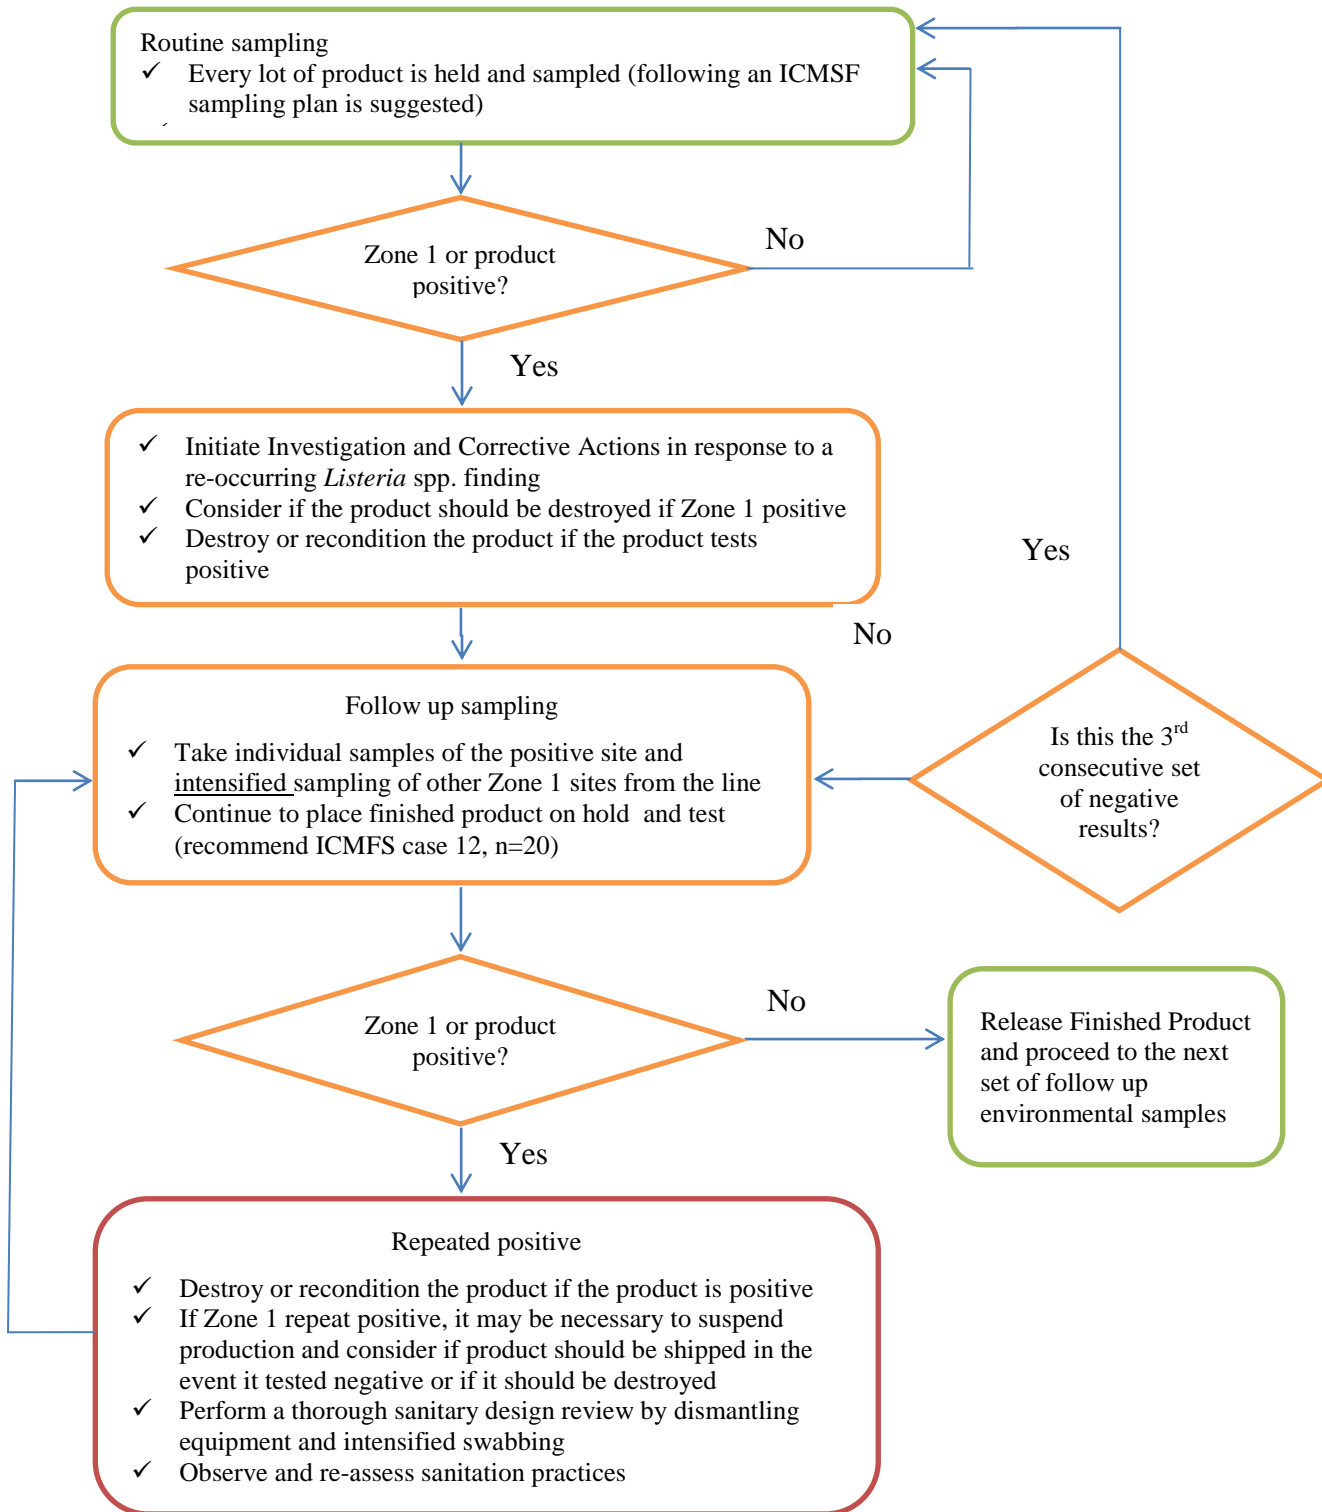 Routine sampling
✓ Every lot of product is held and sampled (following an ICMSF
sampling plan is suggested)
Zone 1 or product
positive?
No
Yes
✓ Initiate Investigation and Corrective Actions in response to a
re-occurring Listeria spp. finding
✓ Consider if the product should be destroyed if Zone 1 positive
✓ Destroy or recondition the product if the product tests
positive
Yes
No
Follow up sampling
✓ Take individual samples of the positive site and
intensified sampling of other Zone 1 sites from the line
✓ Continue to place finished product on hold and test
(recommend ICMFS case 12, n=20)
Is this the 3rd
consecutive set
of negative
results?
Zone 1 or product
positive?
No
Release Finished Product
and proceed to the next
set of follow up
environmental samples
Yes
Repeated positive
✓ Destroy or recondition the product if the product is positive
✓ If Zone 1 repeat positive, it may be necessary to suspend
production and consider if product should be shipped in the
event it tested negative or if it should be destroyed
✓ Perform a thorough sanitary design review by dismantling
equipment and intensified swabbing
✓ Observe and re-assess sanitation practices